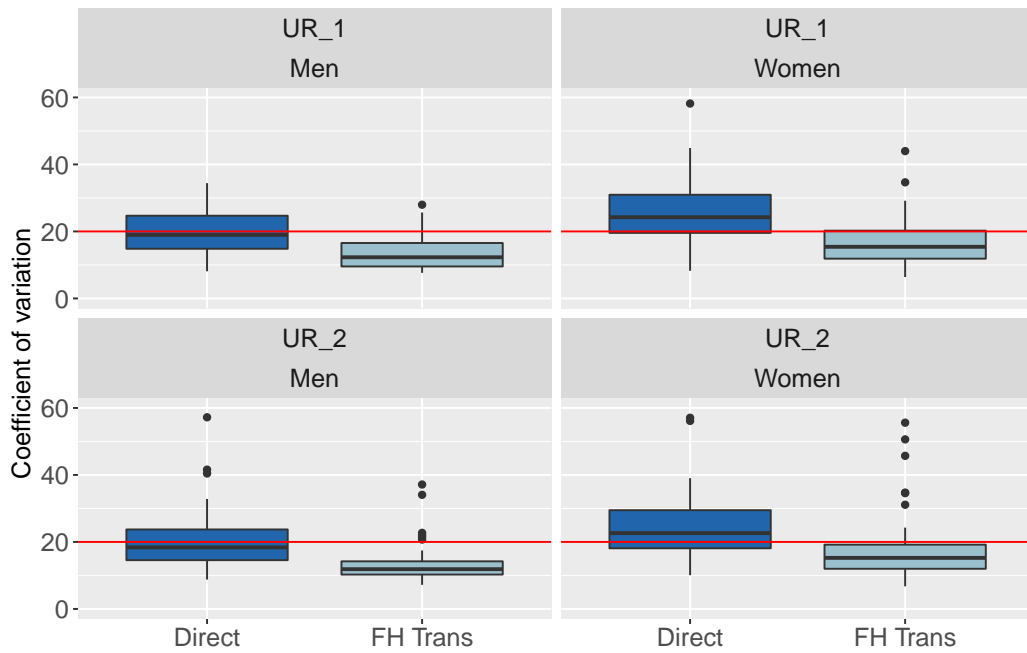 UR_1
Men
UR_1
Women
60
40
20
0
UR_2
Men
UR_2
Women
60
40
20
0
Coefficient of variation
Direct
FH Trans
Direct
FH Trans